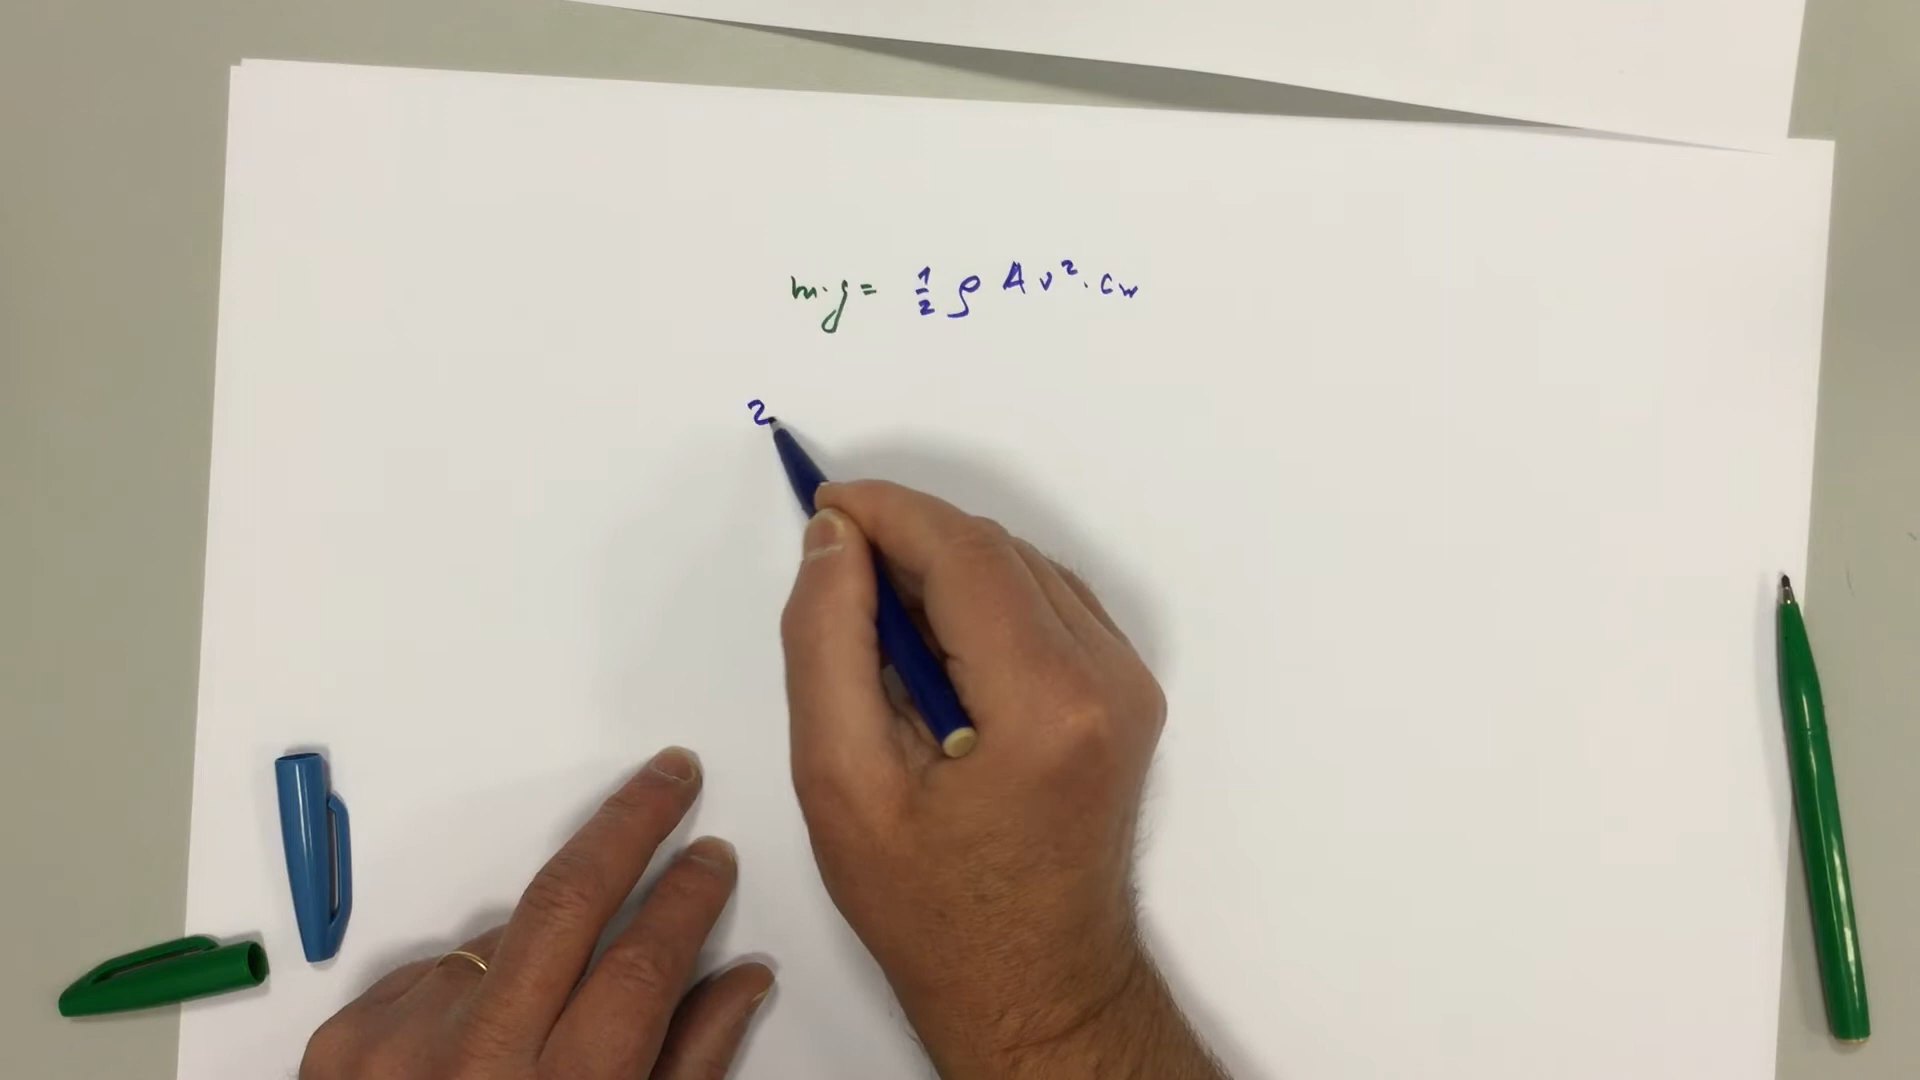 m·g = 1/2 ρ A v² · cw
2